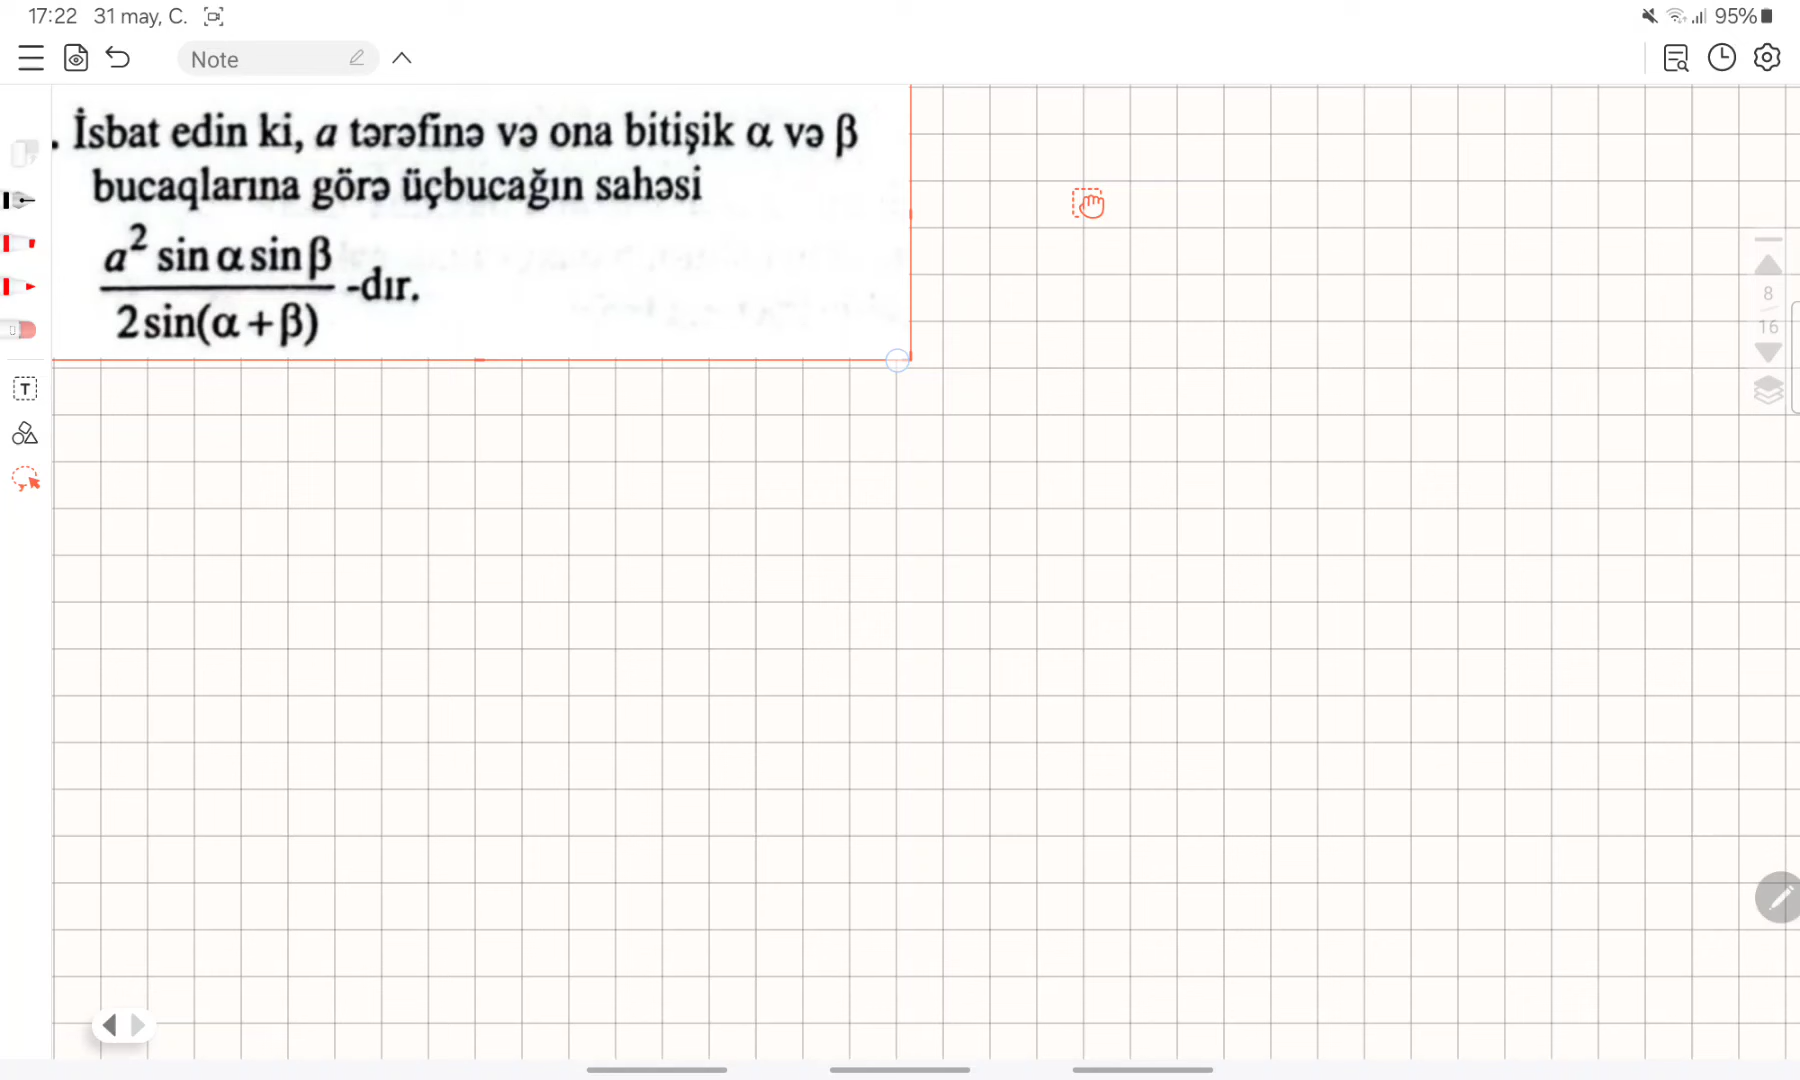 17:22 31 may, C. 95%
Note
. İsbat edin ki, a tərəfinə və ona bitişik α və β
bucaqlarına görə üçbucağın sahəsi
a² sin α sin β
2 sin(α + β)
-dır.
T
8
16